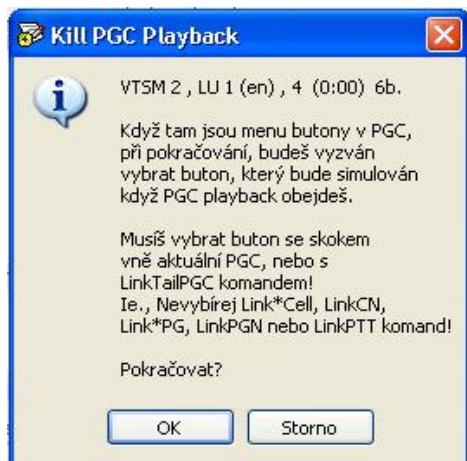 Kill PGC Playback
VTSM 2 , LU 1 (en) , 4 (0:00) 6b.
Když tam jsou menu butony v PGC,
při pokračování, budeš vyzván
vybrat buton, který bude simulován
když PGC playback obejdeš.
Musíš vybrat buton se skokem
vně aktuální PGC, nebo s
LinkTailPGC komandem!
Ie., Nevybírej Link*Cell, LinkCN,
Link*PG, LinkPGN nebo LinkPTT komand!
Pokračovat?
OK Storno